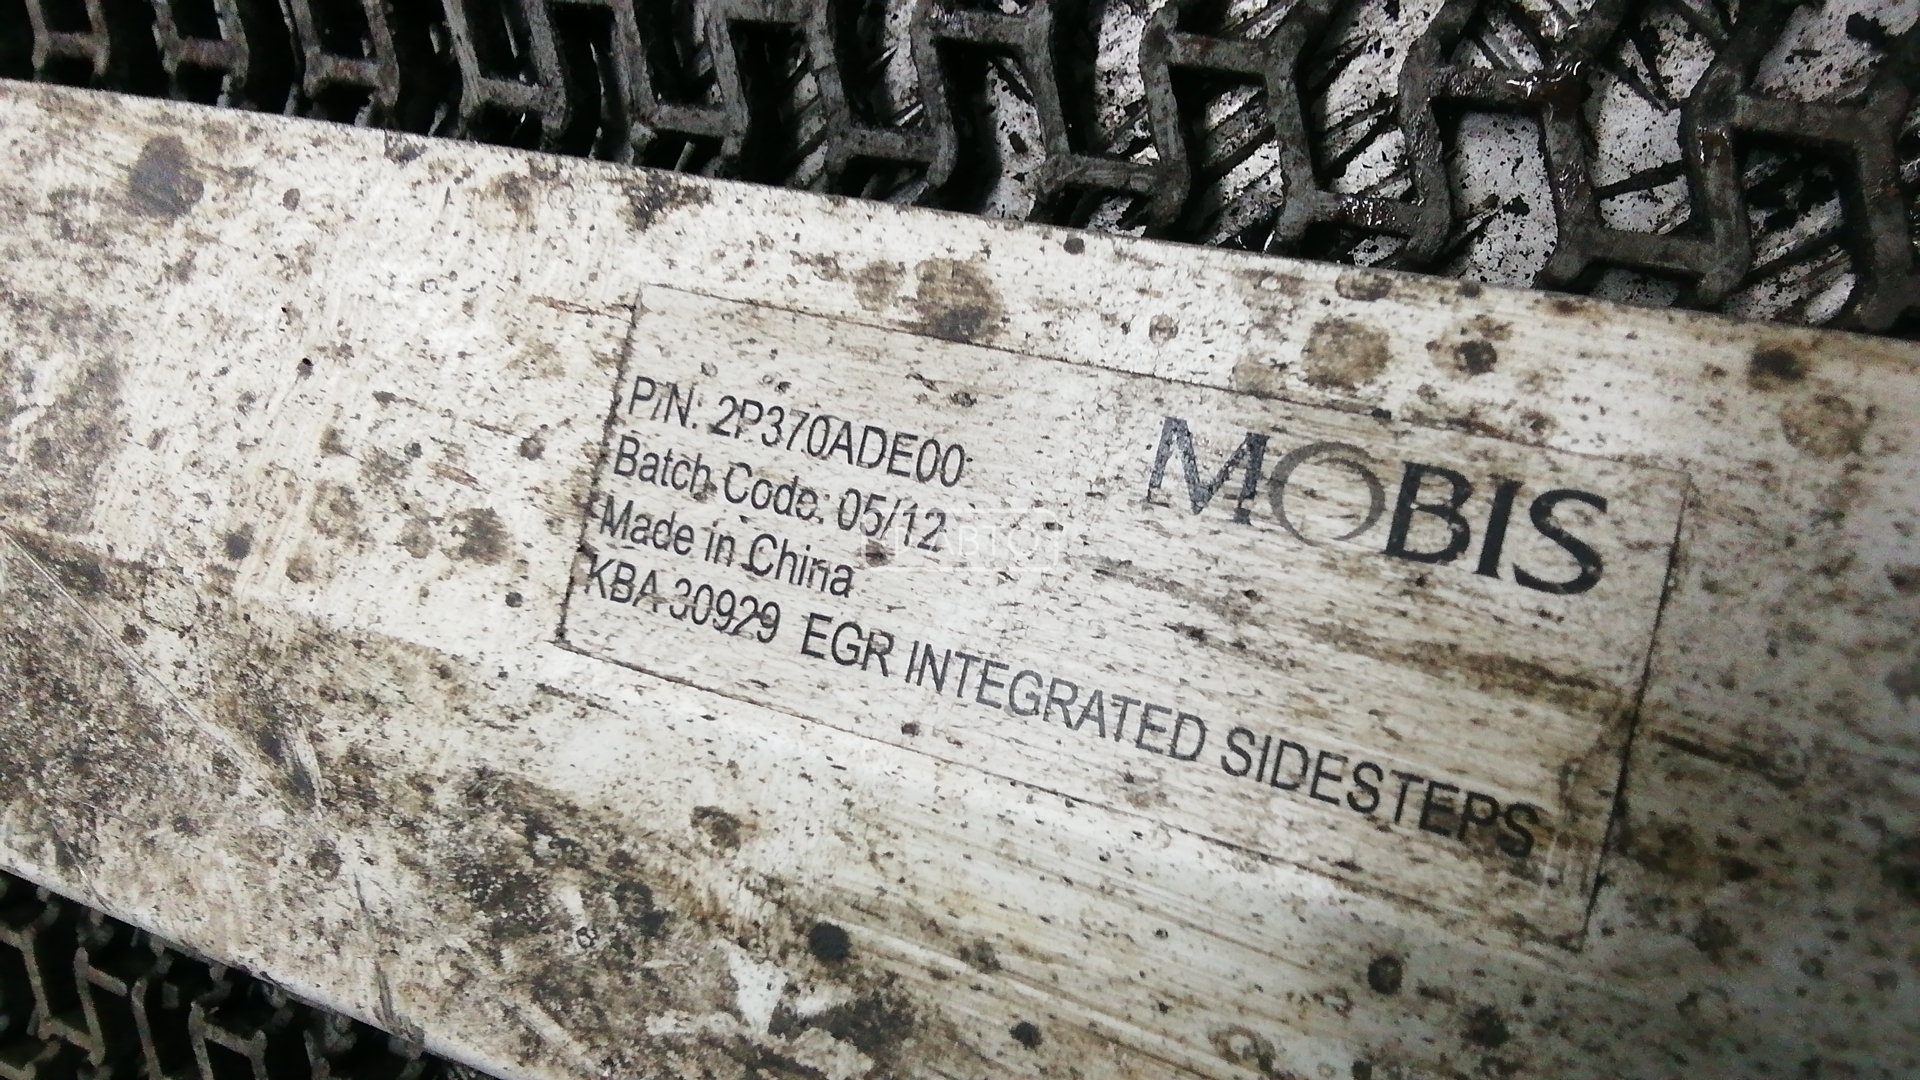 P/N: 2P370ADE00
MOBIS
Batch Code: 05/12
Made in China
KBA 30929 EGR INTEGRATED SIDESTEPS